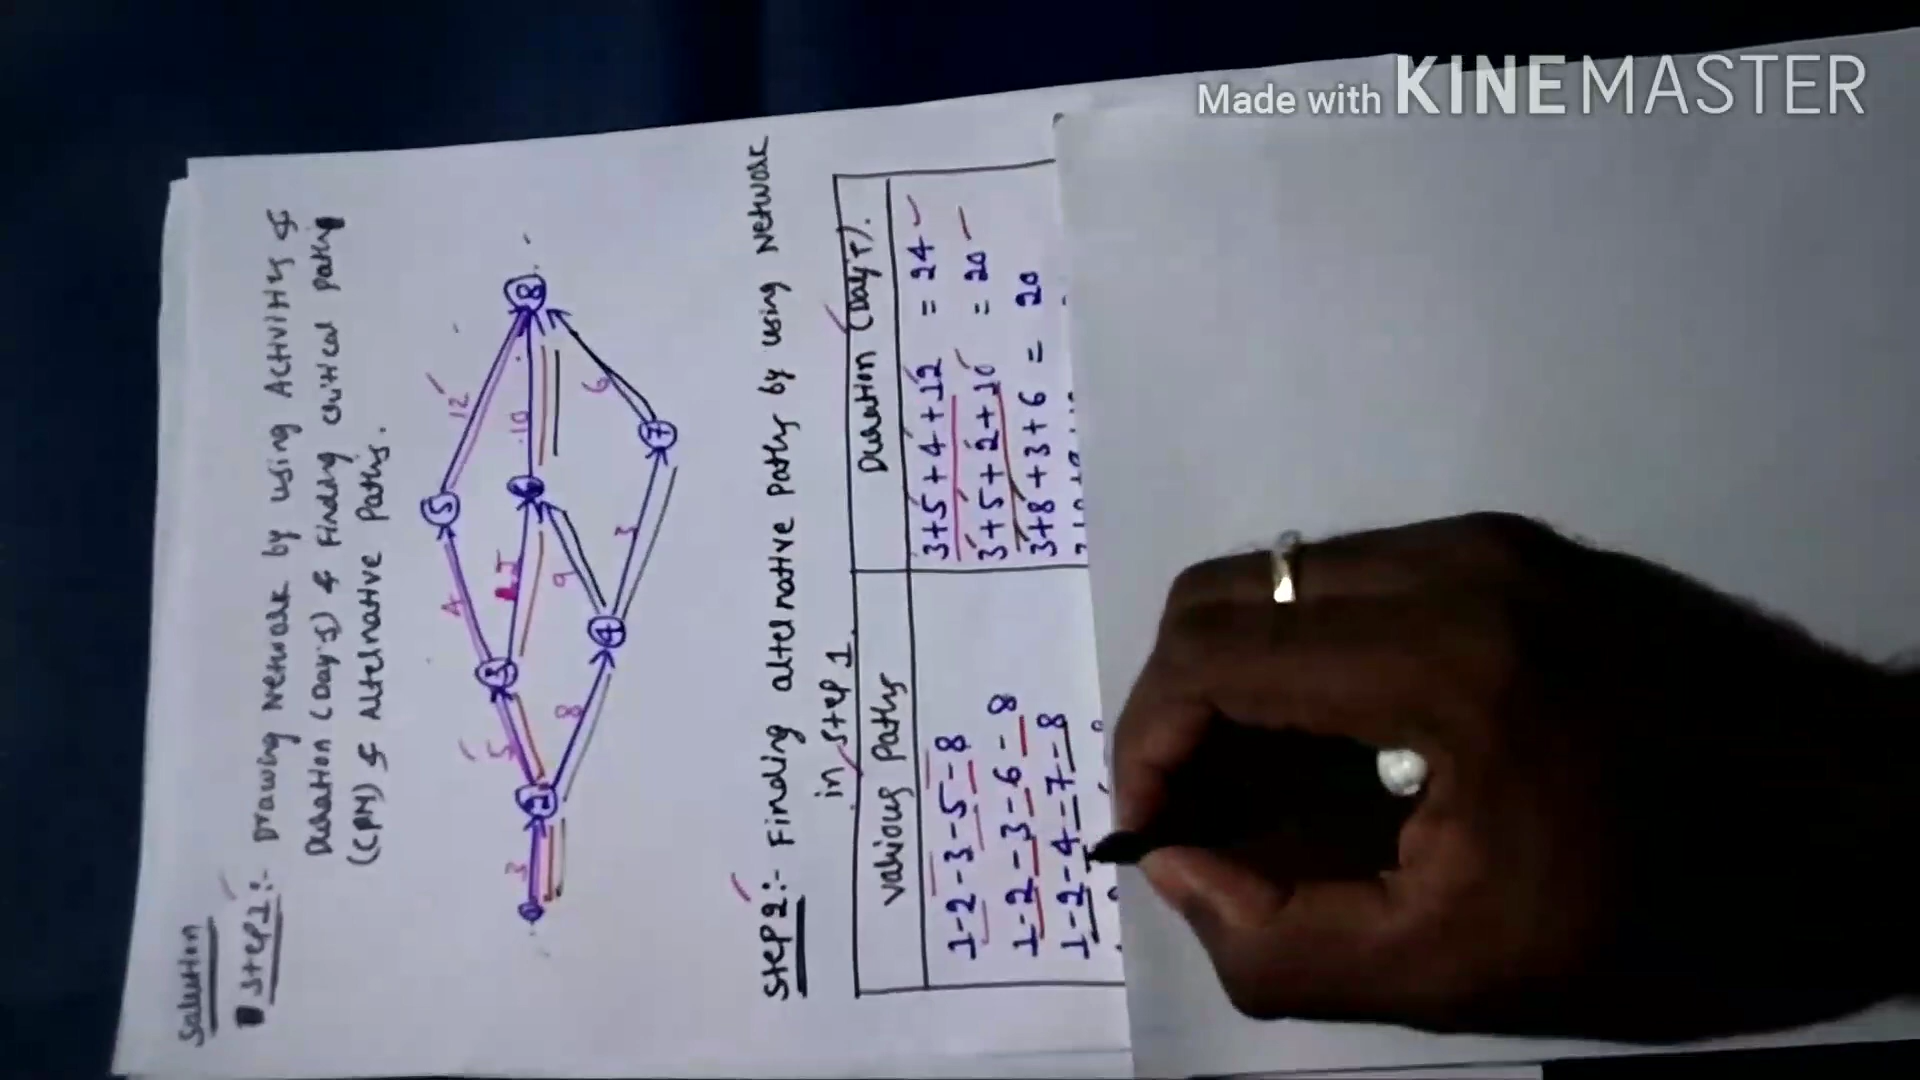 Made with KINEMASTER
Solution
Step 1:- Drawing Network by using Activities &
Duration (Days) & Finding critical paths
(CPM) & Alternative Paths.
1
3
2
5
8
3
4
4
9
3
5
6
7
12
10
6
8
Step 2:- Finding alternative paths by using Network
in Step 1.
Various Paths
Duration (Days).
1-2-3-5-8
3+5+4+12 = 24
1-2-3-6-8
3+5+2+10 = 20
1-2-4-7-8
3+8+3+6 = 20